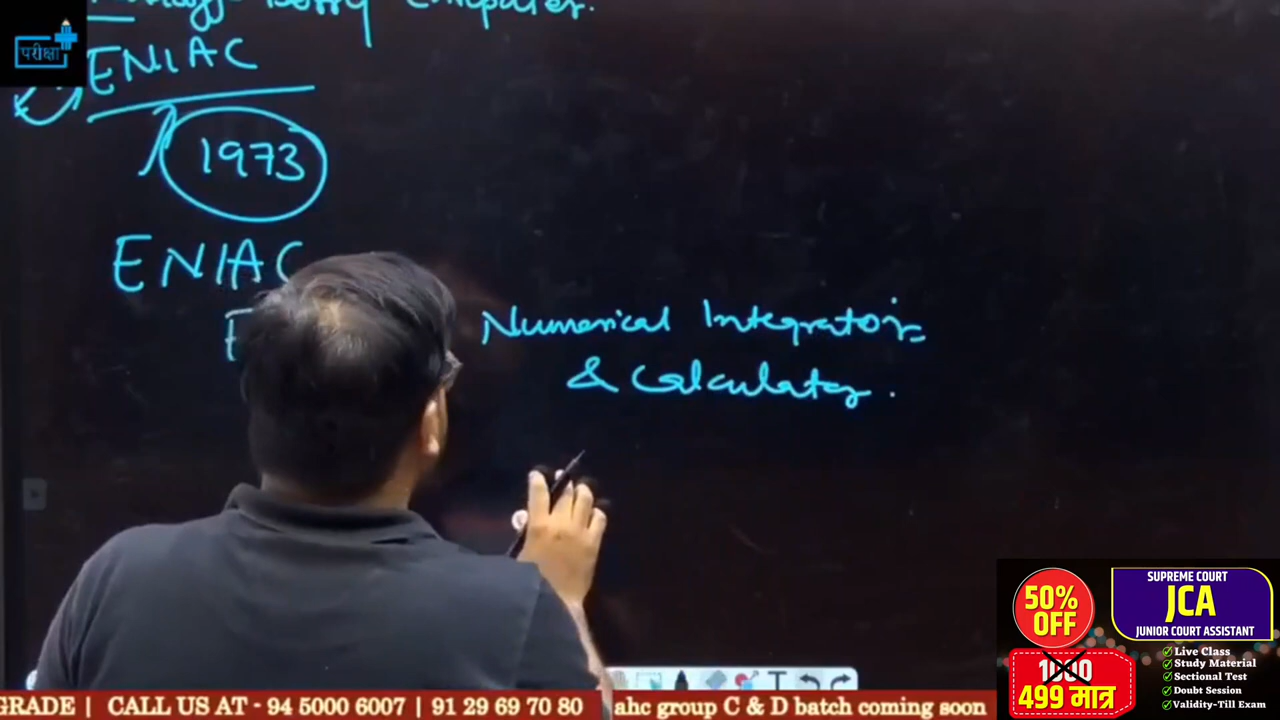 Computer.
परीक्षा
ENIAC
1973
ENIAC
Numerical Integrator
& Calculator.
50%
OFF
SUPREME COURT
JCA
JUNIOR COURT ASSISTANT
1000
499 मात्र
Live Class
Study Material
Sectional Test
Doubt Session
Validity-Till Exam
GRADE | CALL US AT - 94 5000 6007 | 91 29 69 70 80 ahc group C & D batch coming soon